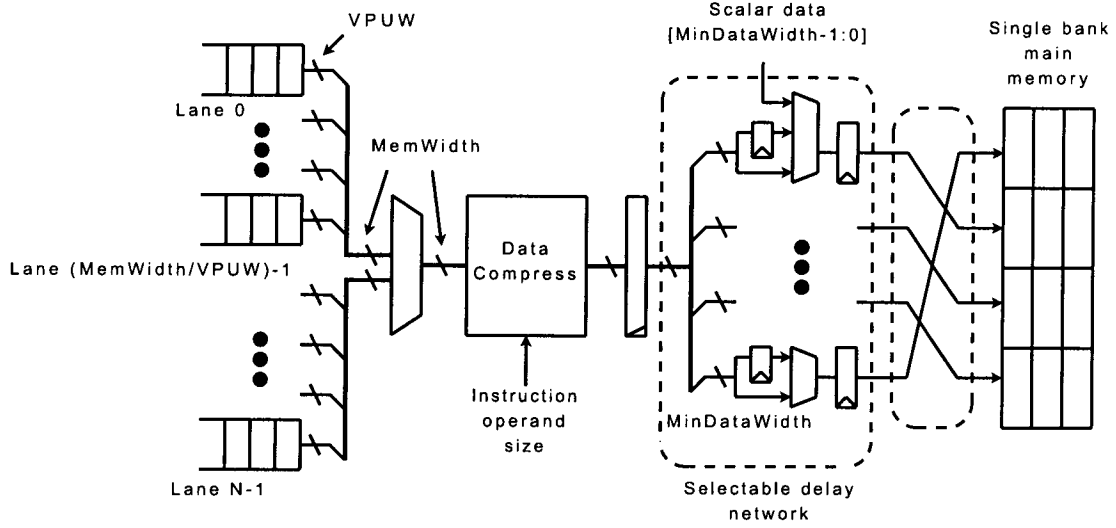 VPUW
Scalar data
[MinDataWidth-1:0]
Single bank
main
memory
Lane 0
MemWidth
Lane (MemWidth/VPUW)-1
Data
Compress
Instruction
operand
size
MinDataWidth
Lane N-1
Selectable delay
network